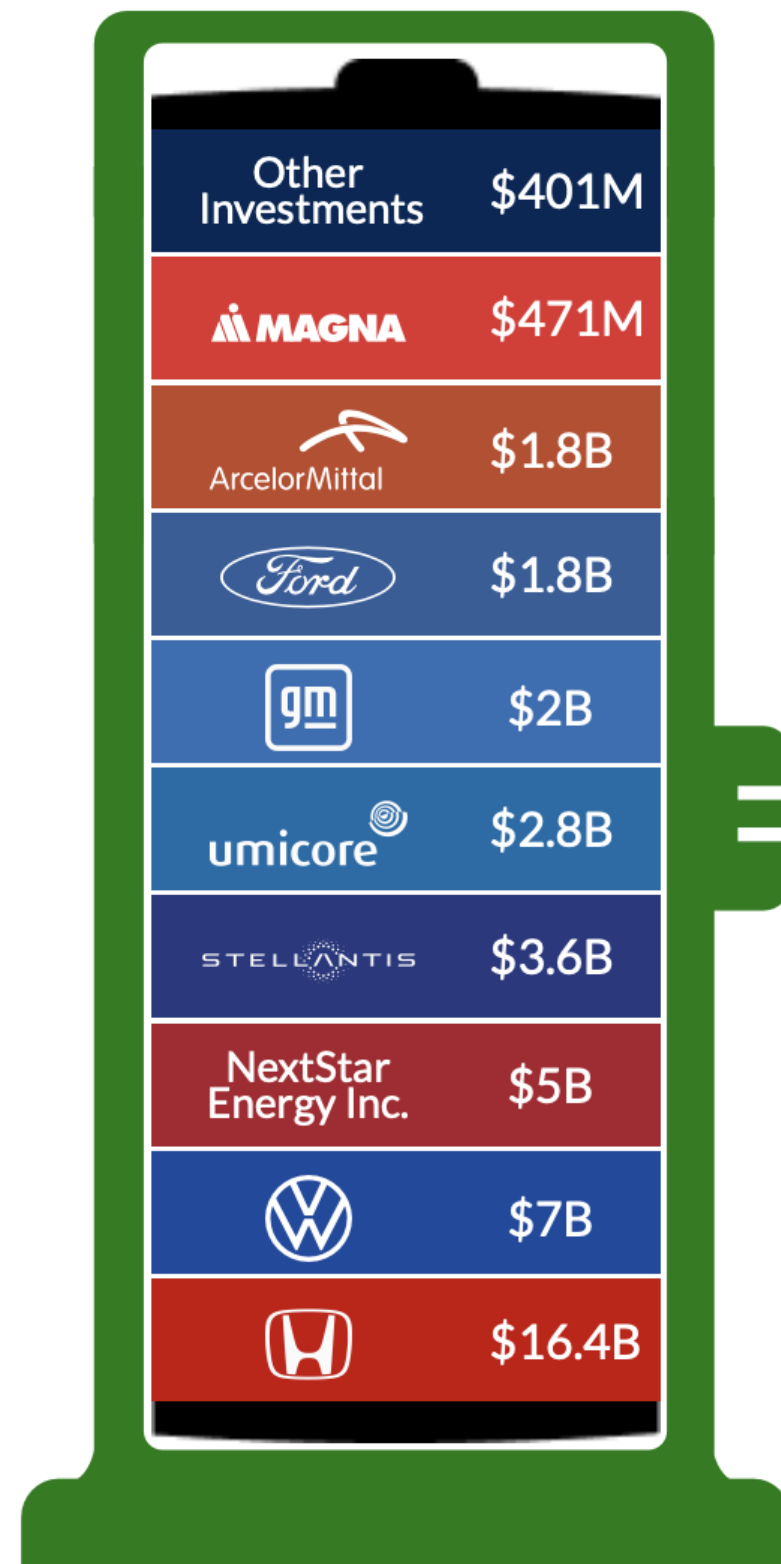 Other
Investments
$401M
MAGNA
$471M
ArcelorMittal
$1.8B
Ford
$1.8B
gm
$2B
umicore
$2.8B
STELLANTIS
$3.6B
NextStar
Energy Inc.
$5B
VW
$7B
$16.4B